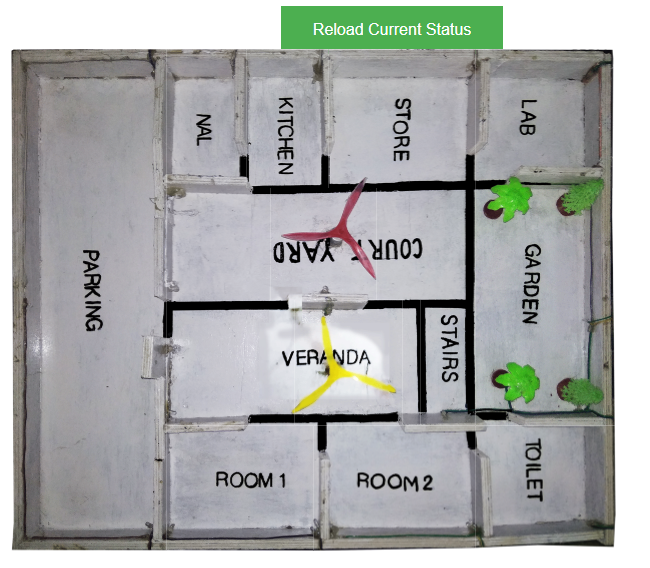 Reload Current Status
NAL
KITCHEN
STORE
LAB
PARKING
COURT YARD
GARDEN
VERANDA
STAIRS
ROOM 1
ROOM 2
TOILET